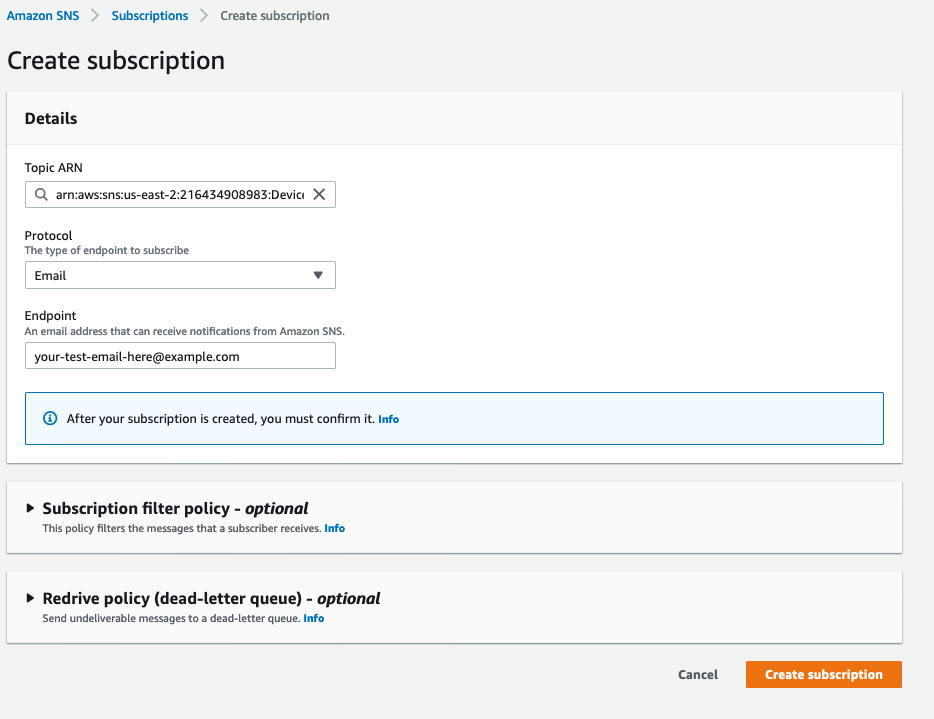 Amazon SNS > Subscriptions > Create subscription
Create subscription
Details
Topic ARN
arn:aws:sns:us-east-2:216434908983:Device
Protocol
The type of endpoint to subscribe
Email
Endpoint
An email address that can receive notifications from Amazon SNS.
your-test-email-here@example.com
After your subscription is created, you must confirm it. Info
Subscription filter policy - optional
This policy filters the messages that a subscriber receives. Info
Redrive policy (dead-letter queue) - optional
Send undeliverable messages to a dead-letter queue. Info
Cancel Create subscription